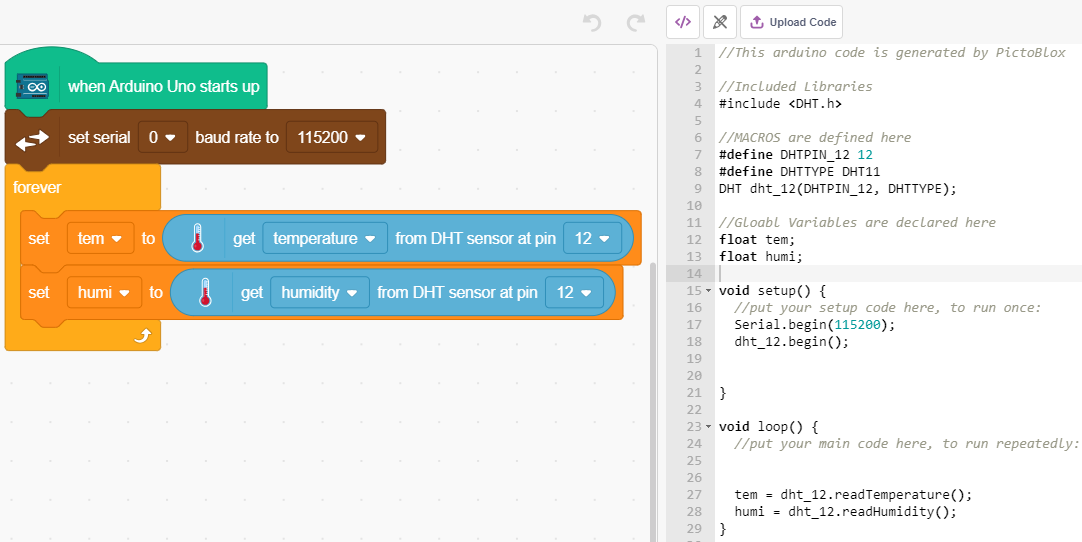 when Arduino Uno starts up
set serial 0 baud rate to 115200
forever
set tem to get temperature from DHT sensor at pin 12
set humi to get humidity from DHT sensor at pin 12
</> Upload Code
1 //This arduino code is generated by PictoBlox
2
3 //Included Libraries
4 #include <DHT.h>
5
6 //MACROS are defined here
7 #define DHTPIN_12 12
8 #define DHTTYPE DHT11
9 DHT dht_12(DHTPIN_12, DHTTYPE);
10
11 //Gloabl Variables are declared here
12 float tem;
13 float humi;
14
15 void setup() {
16 //put your setup code here, to run once:
17 Serial.begin(115200);
18 dht_12.begin();
19
20
21 }
22
23 void loop() {
24 //put your main code here, to run repeatedly:
25
26
27 tem = dht_12.readTemperature();
28 humi = dht_12.readHumidity();
29 }